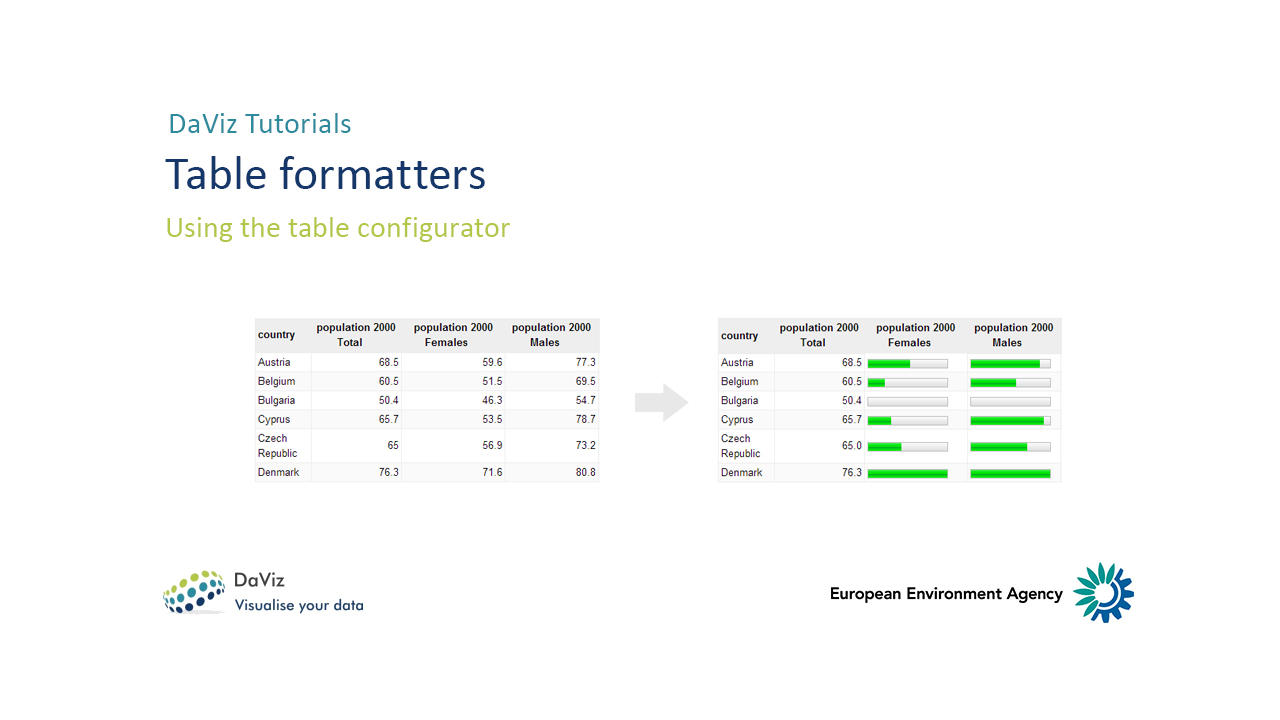 DaViz Tutorials
Table formatters
Using the table configurator
country population 2000 Total population 2000 Females population 2000 Males
Austria 68.5 59.6 77.3
Belgium 60.5 51.5 69.5
Bulgaria 50.4 46.3 54.7
Cyprus 65.7 53.5 78.7
Czech Republic 65 56.9 73.2
Denmark 76.3 71.6 80.8
country population 2000 Total population 2000 Females population 2000 Males
Austria 68.5
Belgium 60.5
Bulgaria 50.4
Cyprus 65.7
Czech Republic 65.0
Denmark 76.3
DaViz
Visualise your data
European Environment Agency